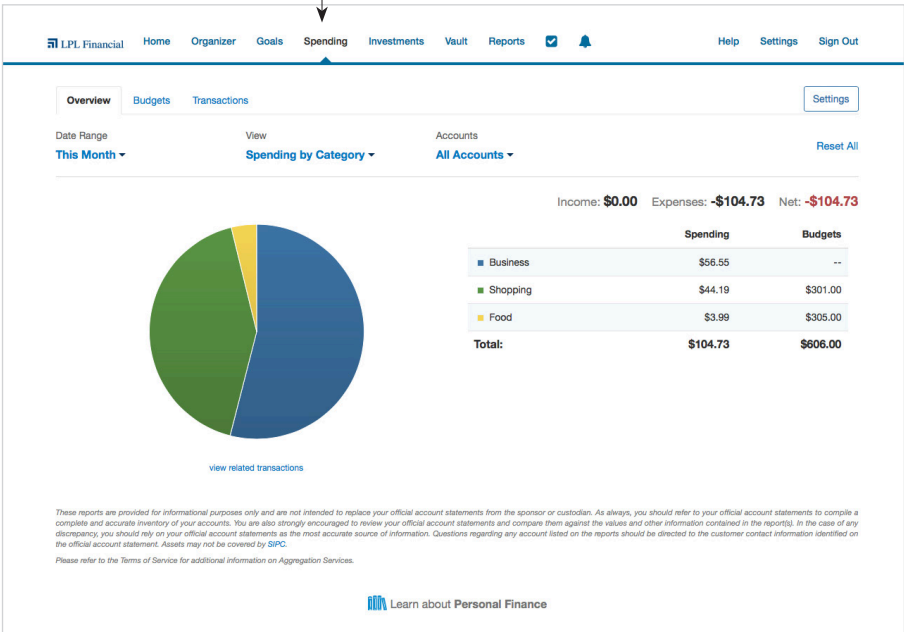 LPL Financial Home Organizer Goals Spending Investments Vault Reports Help Settings Sign Out
Overview Budgets Transactions Settings
Date Range View Accounts
This Month Spending by Category All Accounts Reset All
Income: $0.00 Expenses: -$104.73 Net: -$104.73
Spending Budgets
Business $56.55 --
Shopping $44.19 $301.00
Food $3.99 $305.00
Total: $104.73 $606.00
view related transactions
These reports are provided for informational purposes only and are not intended to replace your official account statements from the sponsor or custodian. As always, you should refer to your official account statements to compile a
complete and accurate inventory of your accounts. You are also strongly encouraged to review your official account statements and compare them against the values and other information contained in the report(s). In the case of any
discrepancy, you should rely on your official account statements as the most accurate source of information. Questions regarding any account listed on the reports should be directed to the customer contact information identified on
the official account statement. Assets may not be covered by SIPC.
Please refer to the Terms of Service for additional information on Aggregation Services.
Learn about Personal Finance